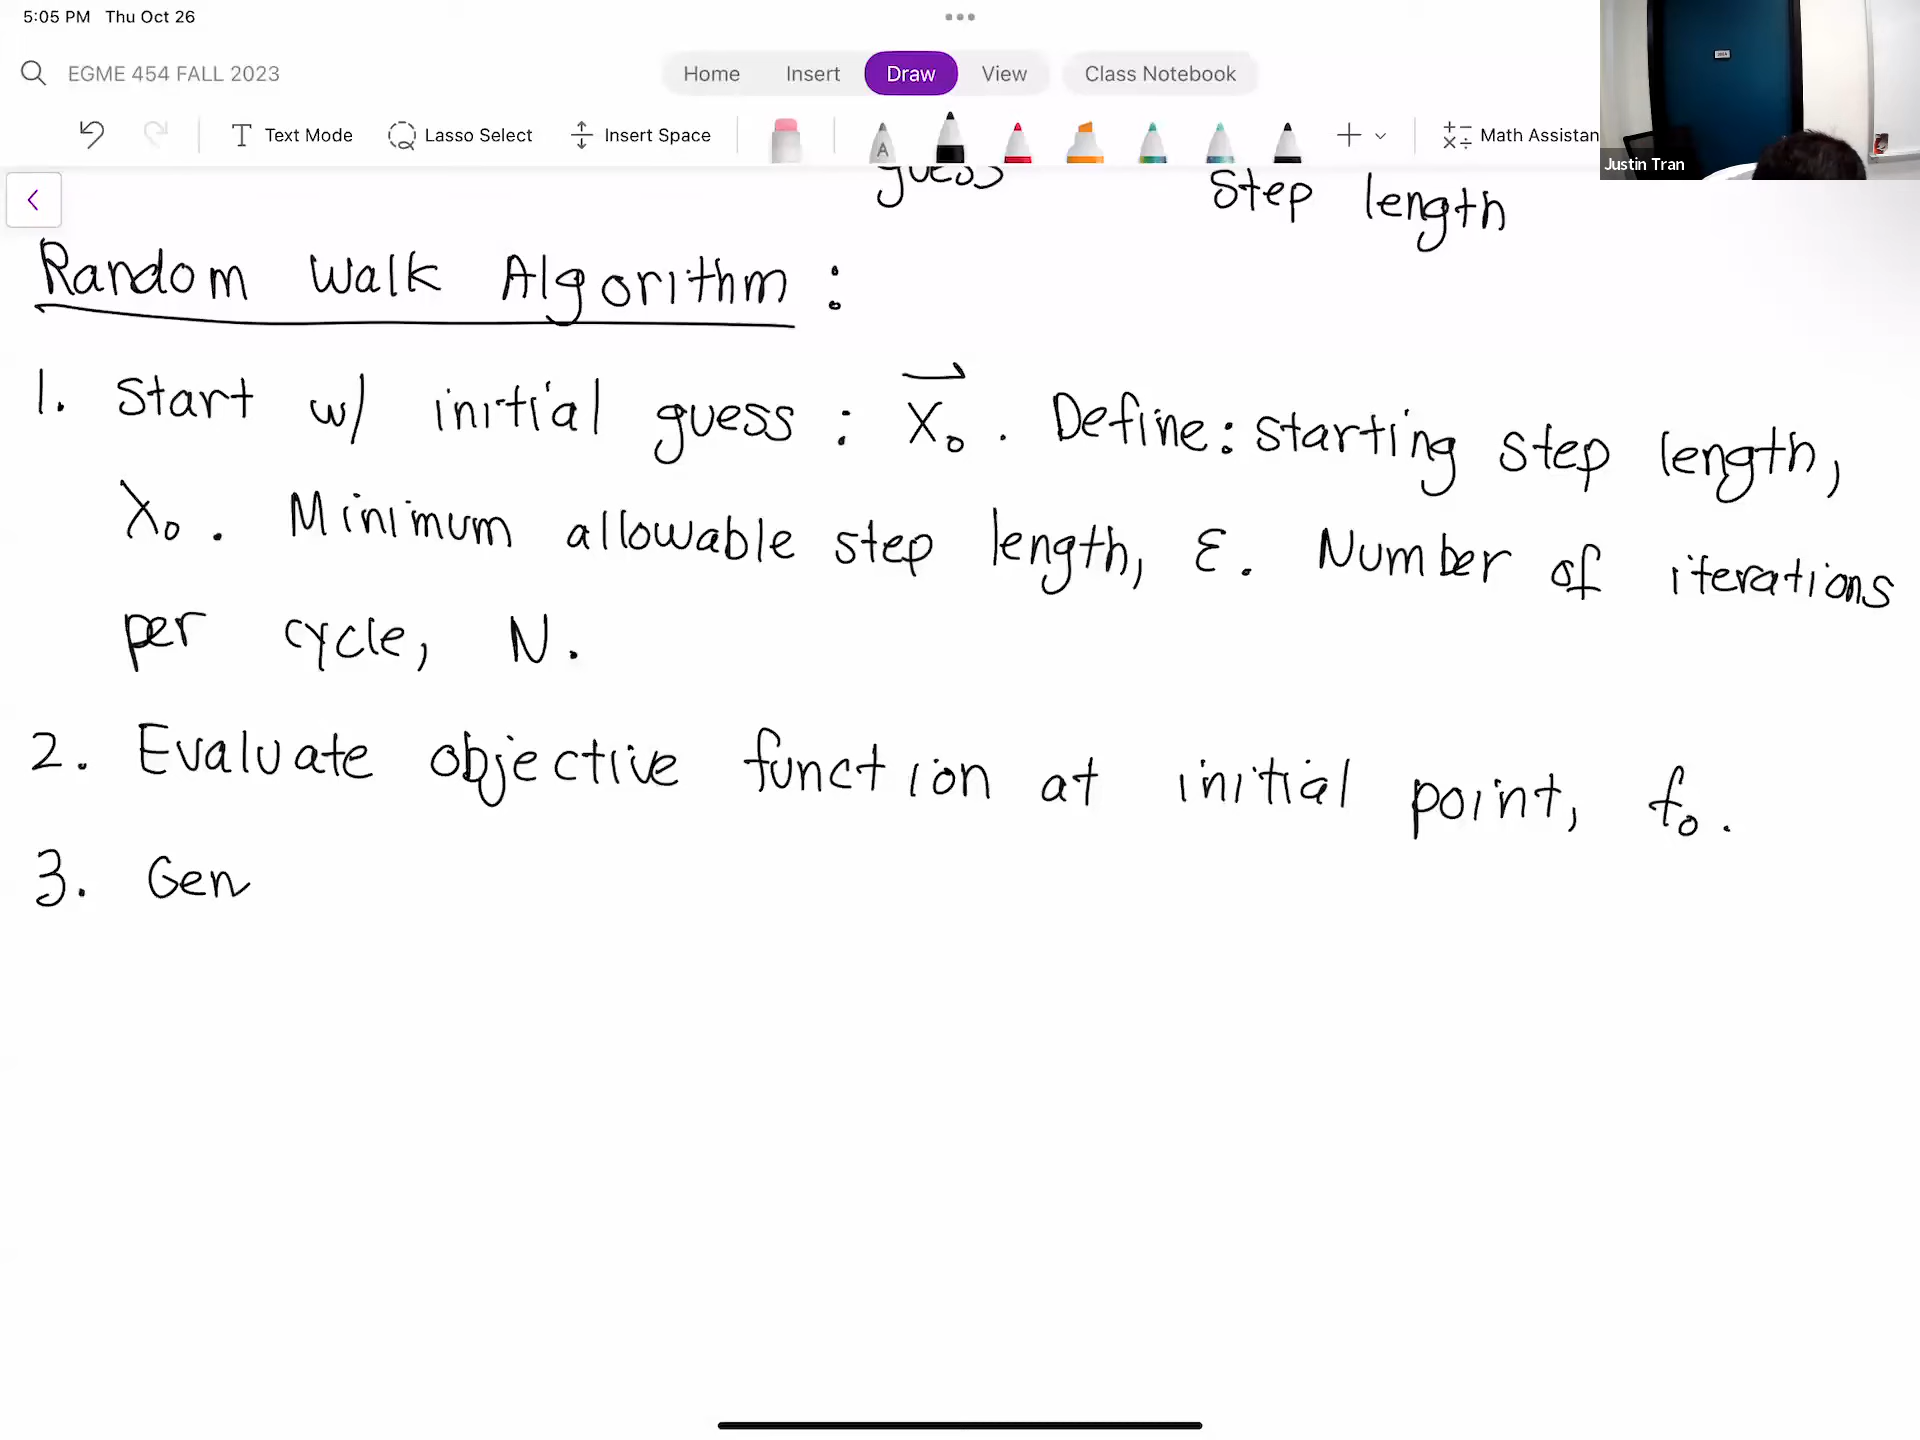 5:05 PM Thu Oct 26
EGME 454 FALL 2023
Home Insert Draw View Class Notebook
Text Mode Lasso Select Insert Space A Math Assistan
Justin Tran
guess step length
Random Walk Algorithm :
1. Start w/ initial guess : X₀ . Define: starting step length,
λ₀ . Minimum allowable step length, ε. Number of iterations
per cycle, N.
2. Evaluate objective function at initial point, f₀.
3. Gen